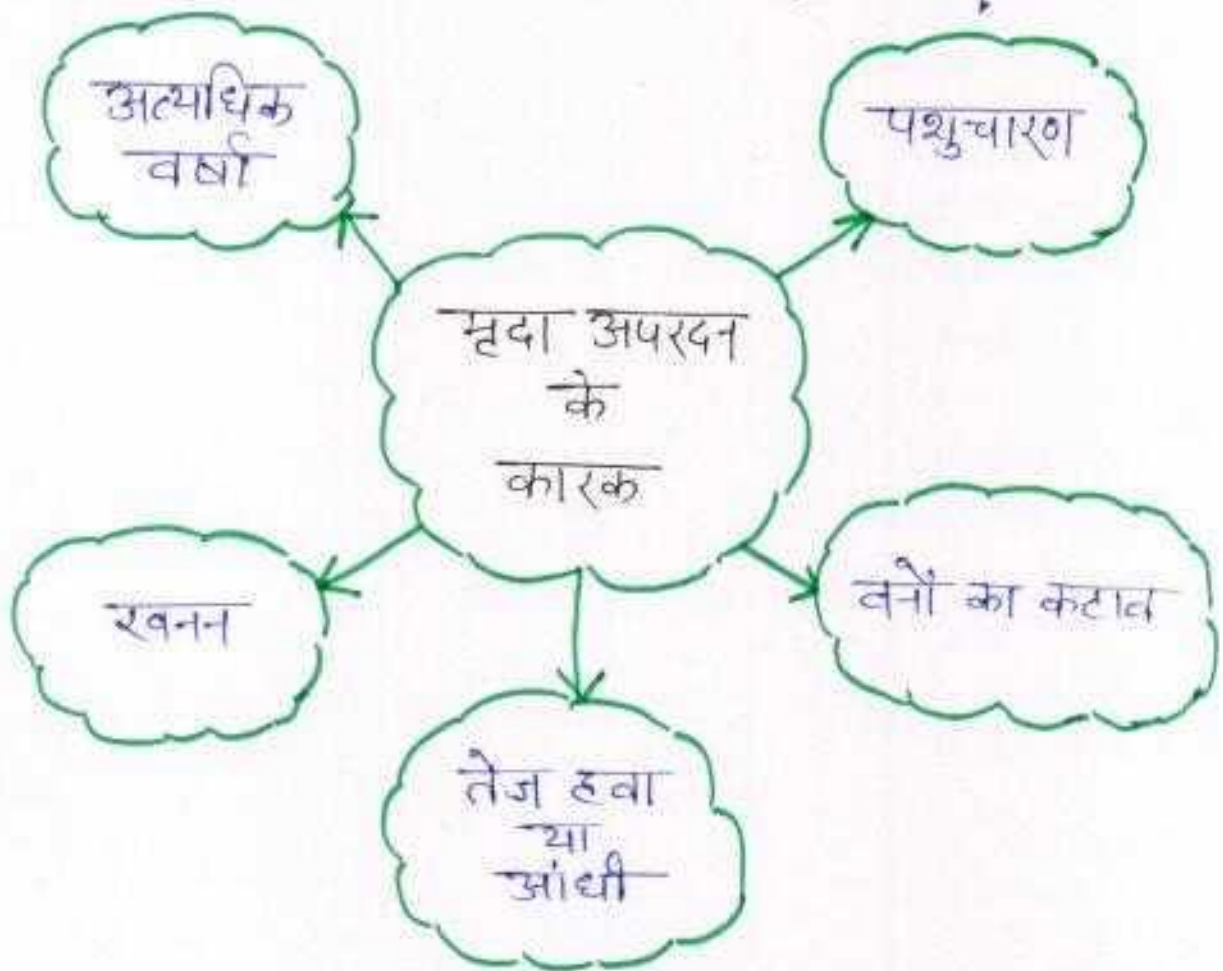 अत्यधिक
वर्षा
पशुचारण
मृदा अपरदन
के
कारक
खनन
वनों का कटाव
तेज हवा
या
आंधी